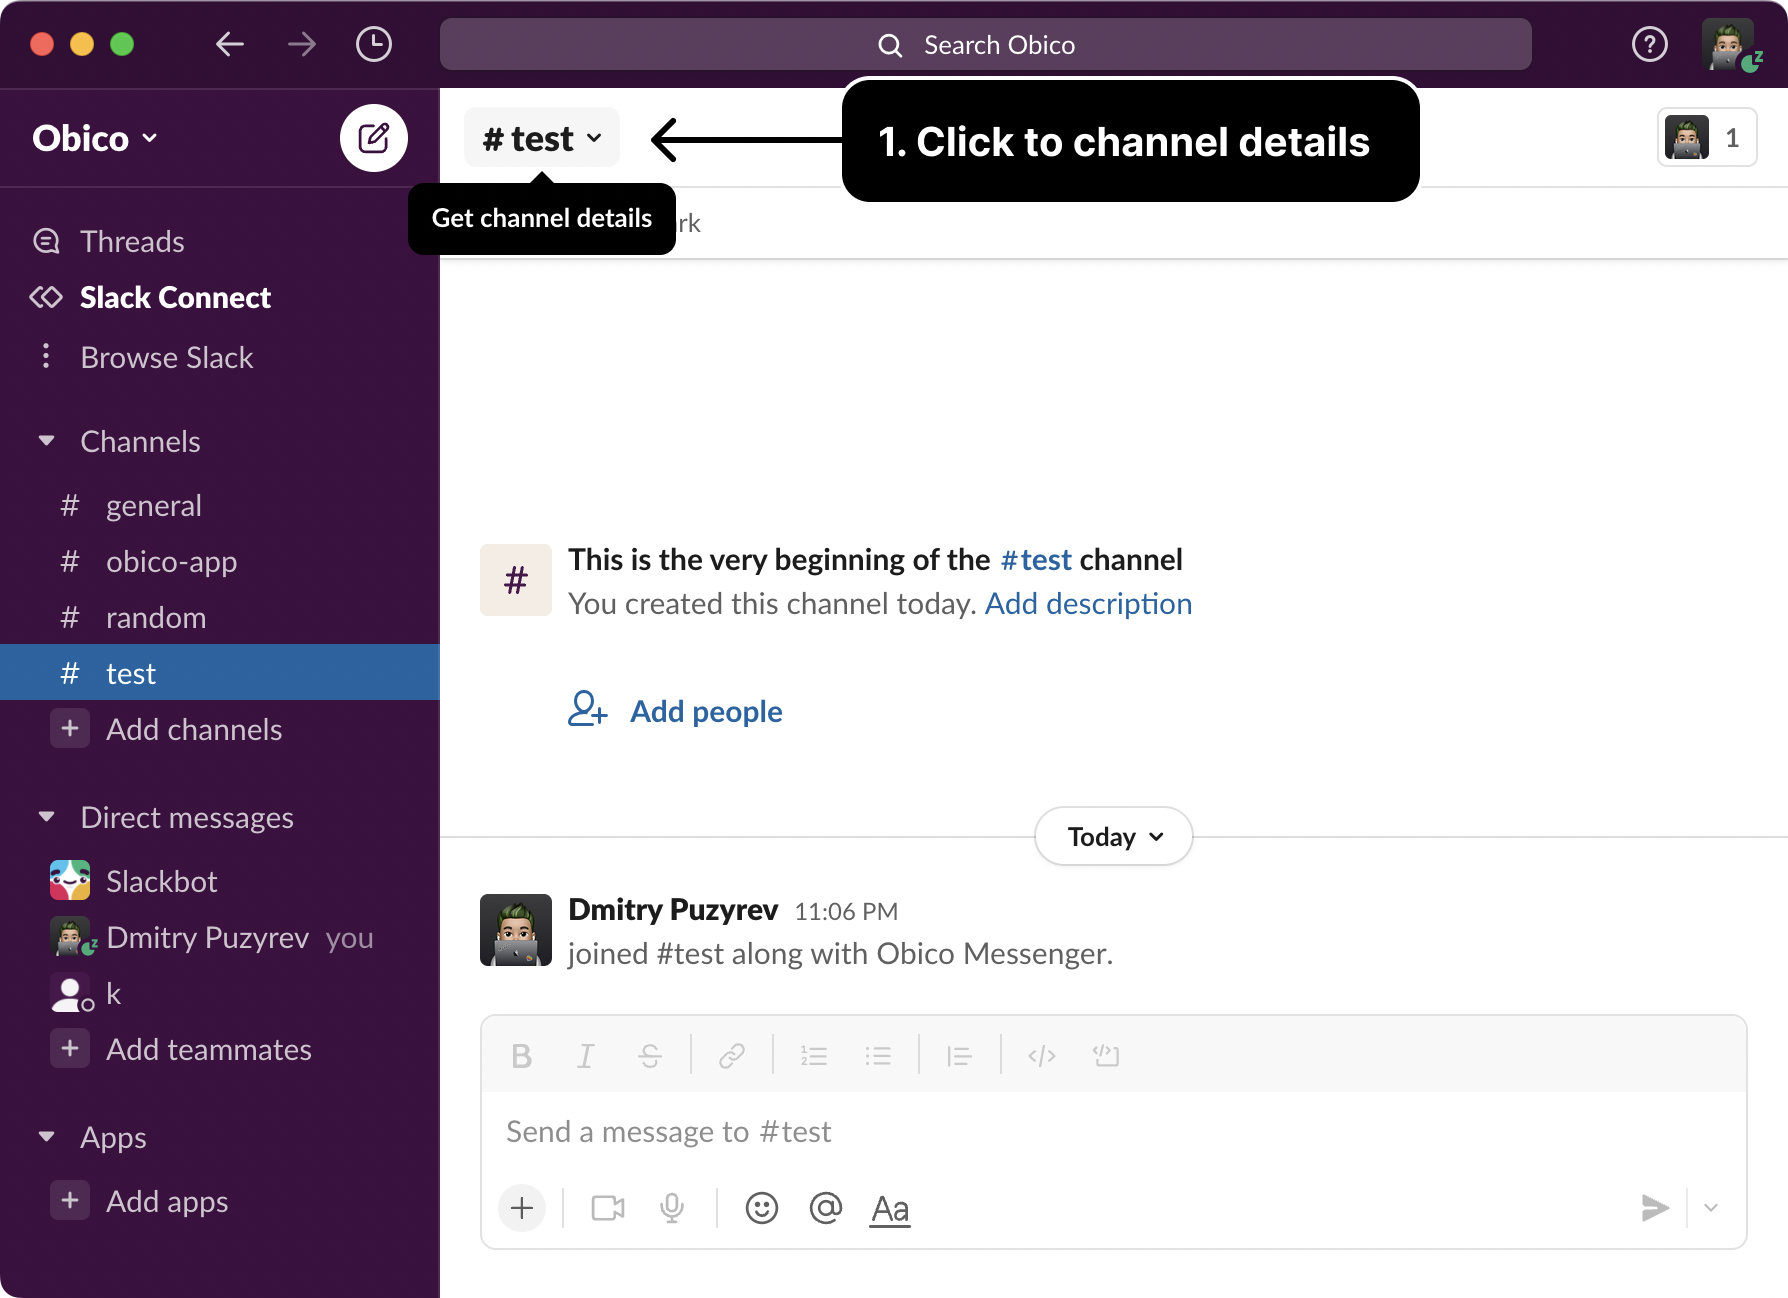 Search Obico
Obico
# test
1. Click to channel details
1
Get channel details
Threads
Slack Connect
Browse Slack
Channels
# general
# obico-app
# random
# test
+ Add channels
Direct messages
Slackbot
Dmitry Puzyrev you
k
+ Add teammates
Apps
+ Add apps
#
This is the very beginning of the #test channel
You created this channel today. Add description
Add people
Today
Dmitry Puzyrev 11:06 PM
joined #test along with Obico Messenger.
B I S
Send a message to #test
+ @ Aa